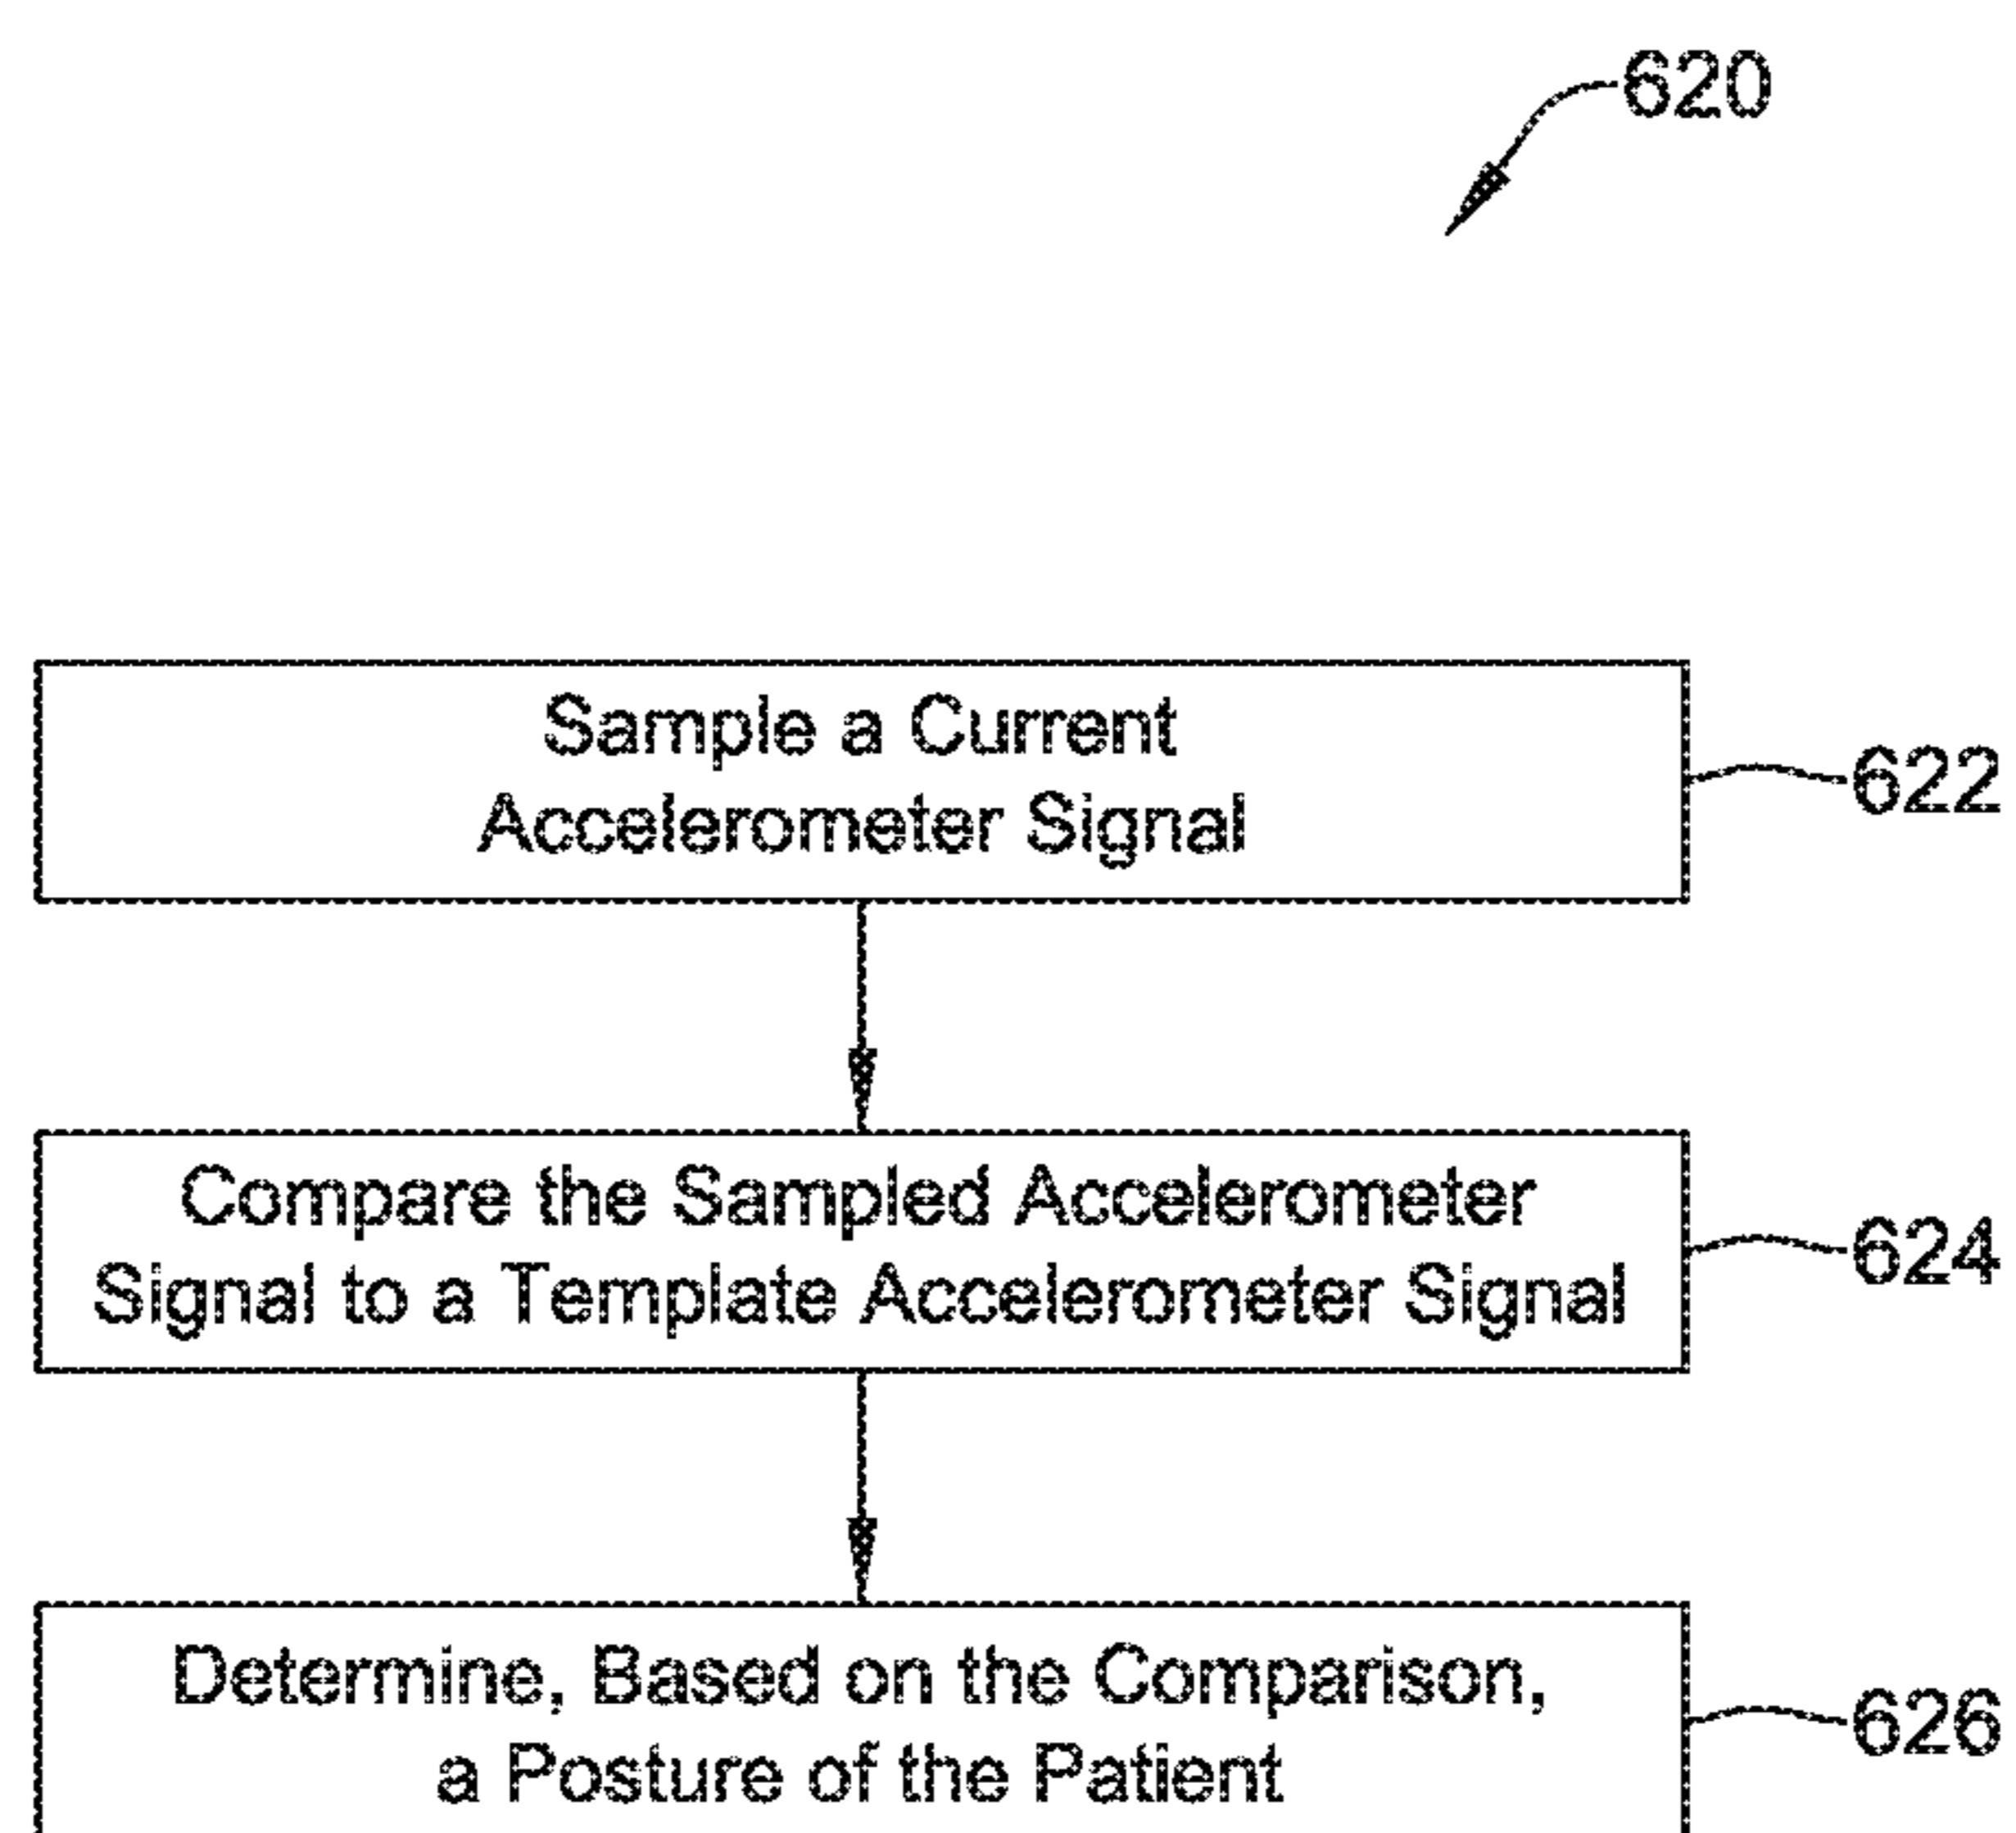 620
Sample a Current
Accelerometer Signal
622
Compare the Sampled Accelerometer
Signal to a Template Accelerometer Signal
624
Determine, Based on the Comparison,
a Posture of the Patient
626